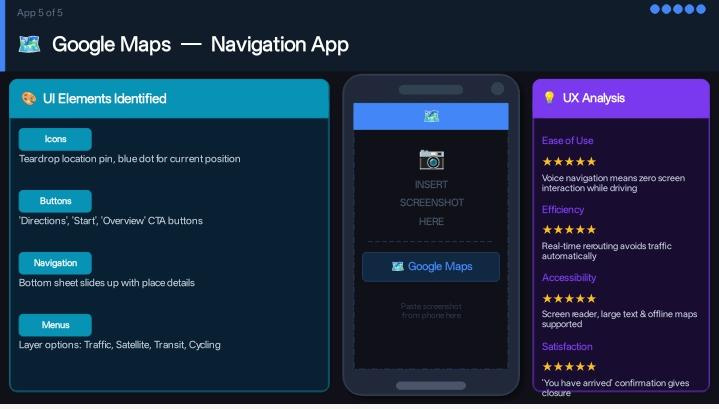 App 5 of 5
Google Maps — Navigation App
UI Elements Identified
Icons
Teardrop location pin, blue dot for current position
Buttons
'Directions', 'Start', 'Overview' CTA buttons
Navigation
Bottom sheet slides up with place details
Menus
Layer options: Traffic, Satellite, Transit, Cycling
INSERT
SCREENSHOT
HERE
Google Maps
Paste screenshot
from phone here
UX Analysis
Ease of Use
★★★★★
Voice navigation means zero screen
interaction while driving
Efficiency
★★★★★
Real-time rerouting avoids traffic
automatically
Accessibility
★★★★★
Screen reader, large text & offline maps
supported
Satisfaction
★★★★★
'You have arrived' confirmation gives
closure